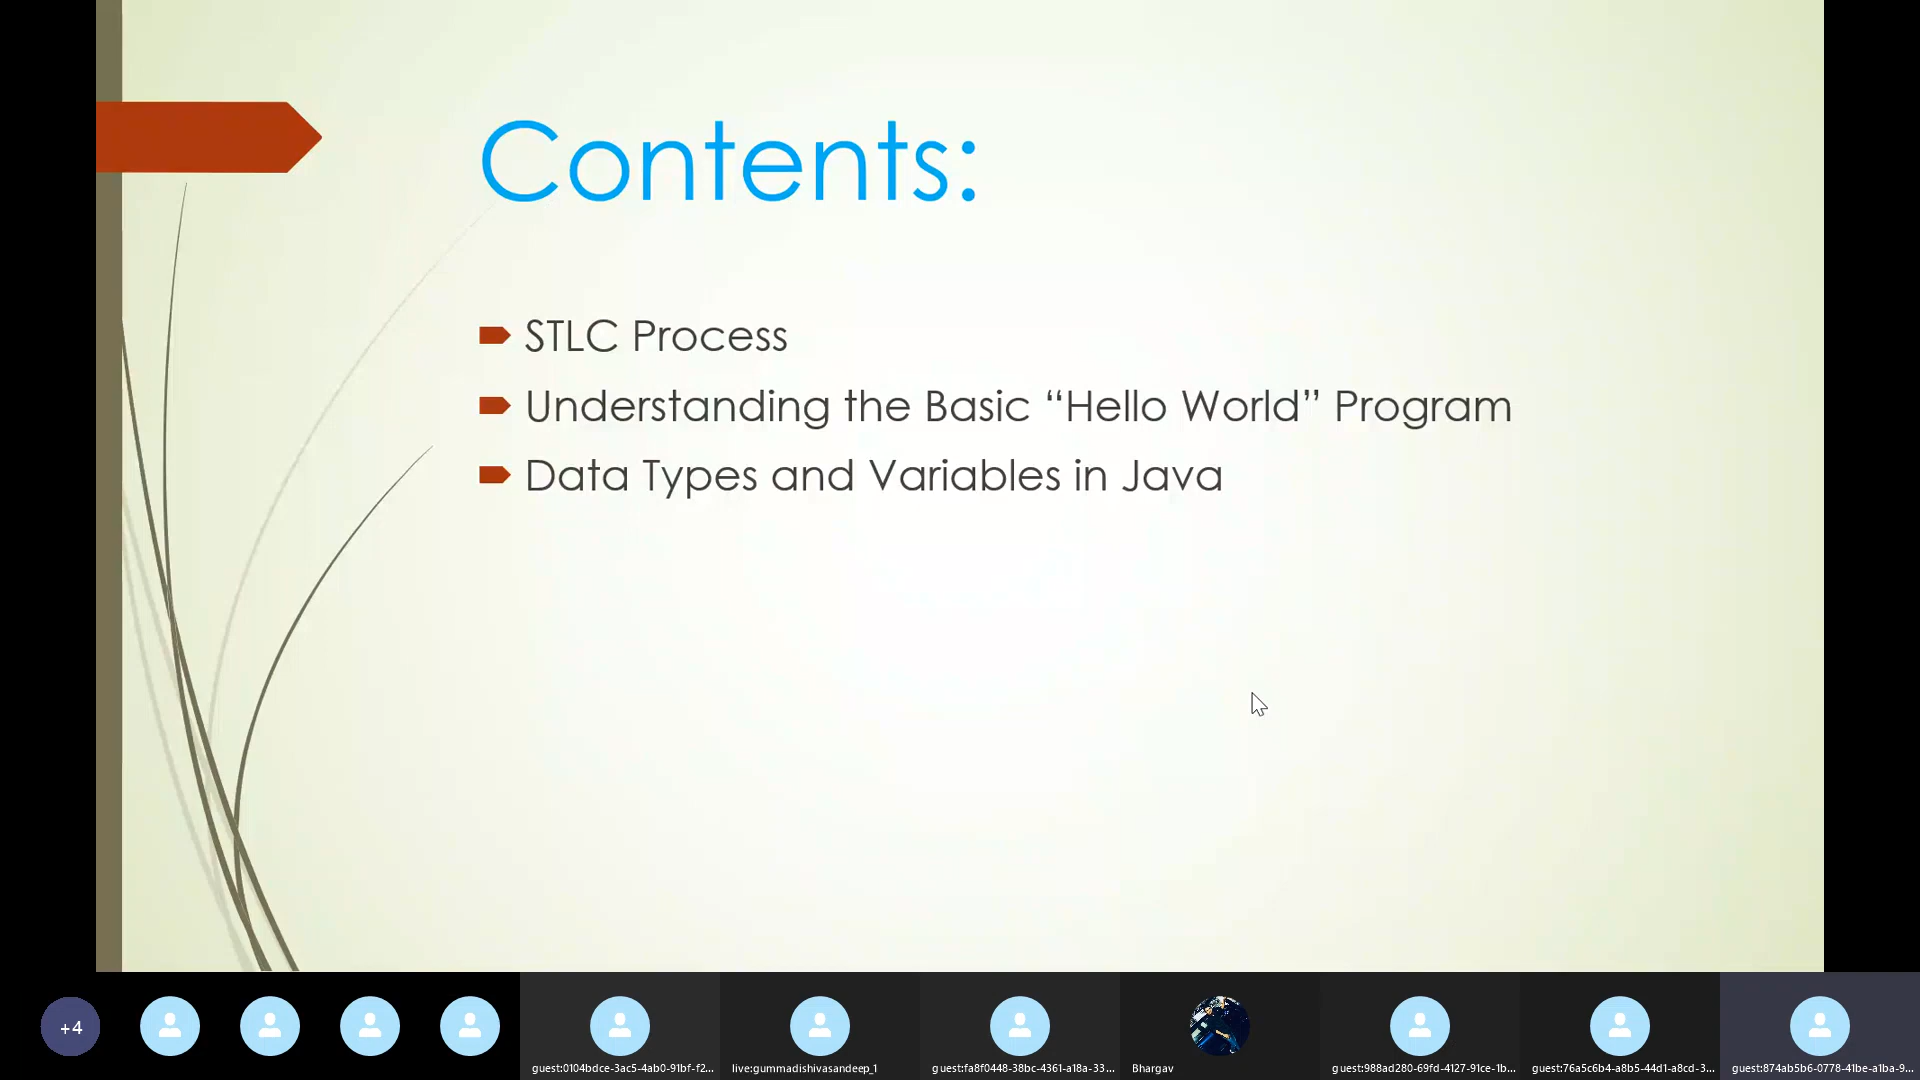 Contents:
STLC Process
Understanding the Basic “Hello World” Program
Data Types and Variables in Java
+4
guest:0104bdce-3ac5-4ab0-91bf-f2...
live:gummadishivasandeep_1
guest:fa8f0448-38bc-4361-a18a-33...
Bhargav
guest:988ad280-69fd-4127-91ce-1b...
guest:76a5c6b4-a8b5-44d1-a8cd-3...
guest:874ab5b6-0778-41be-a1ba-9...